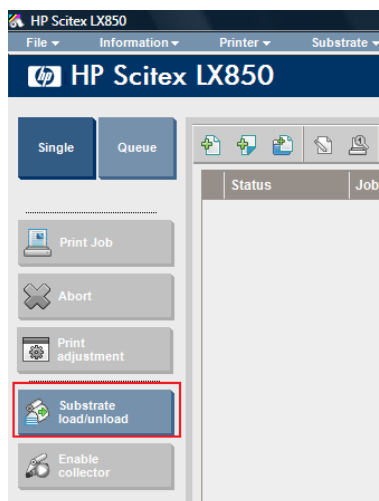 HP Scitex LX850
File Information Printer Substrate
hp HP Scitex LX850
Single Queue
Status Job
Print Job
Abort
Print
adjustment
Substrate
load/unload
Enable
collector